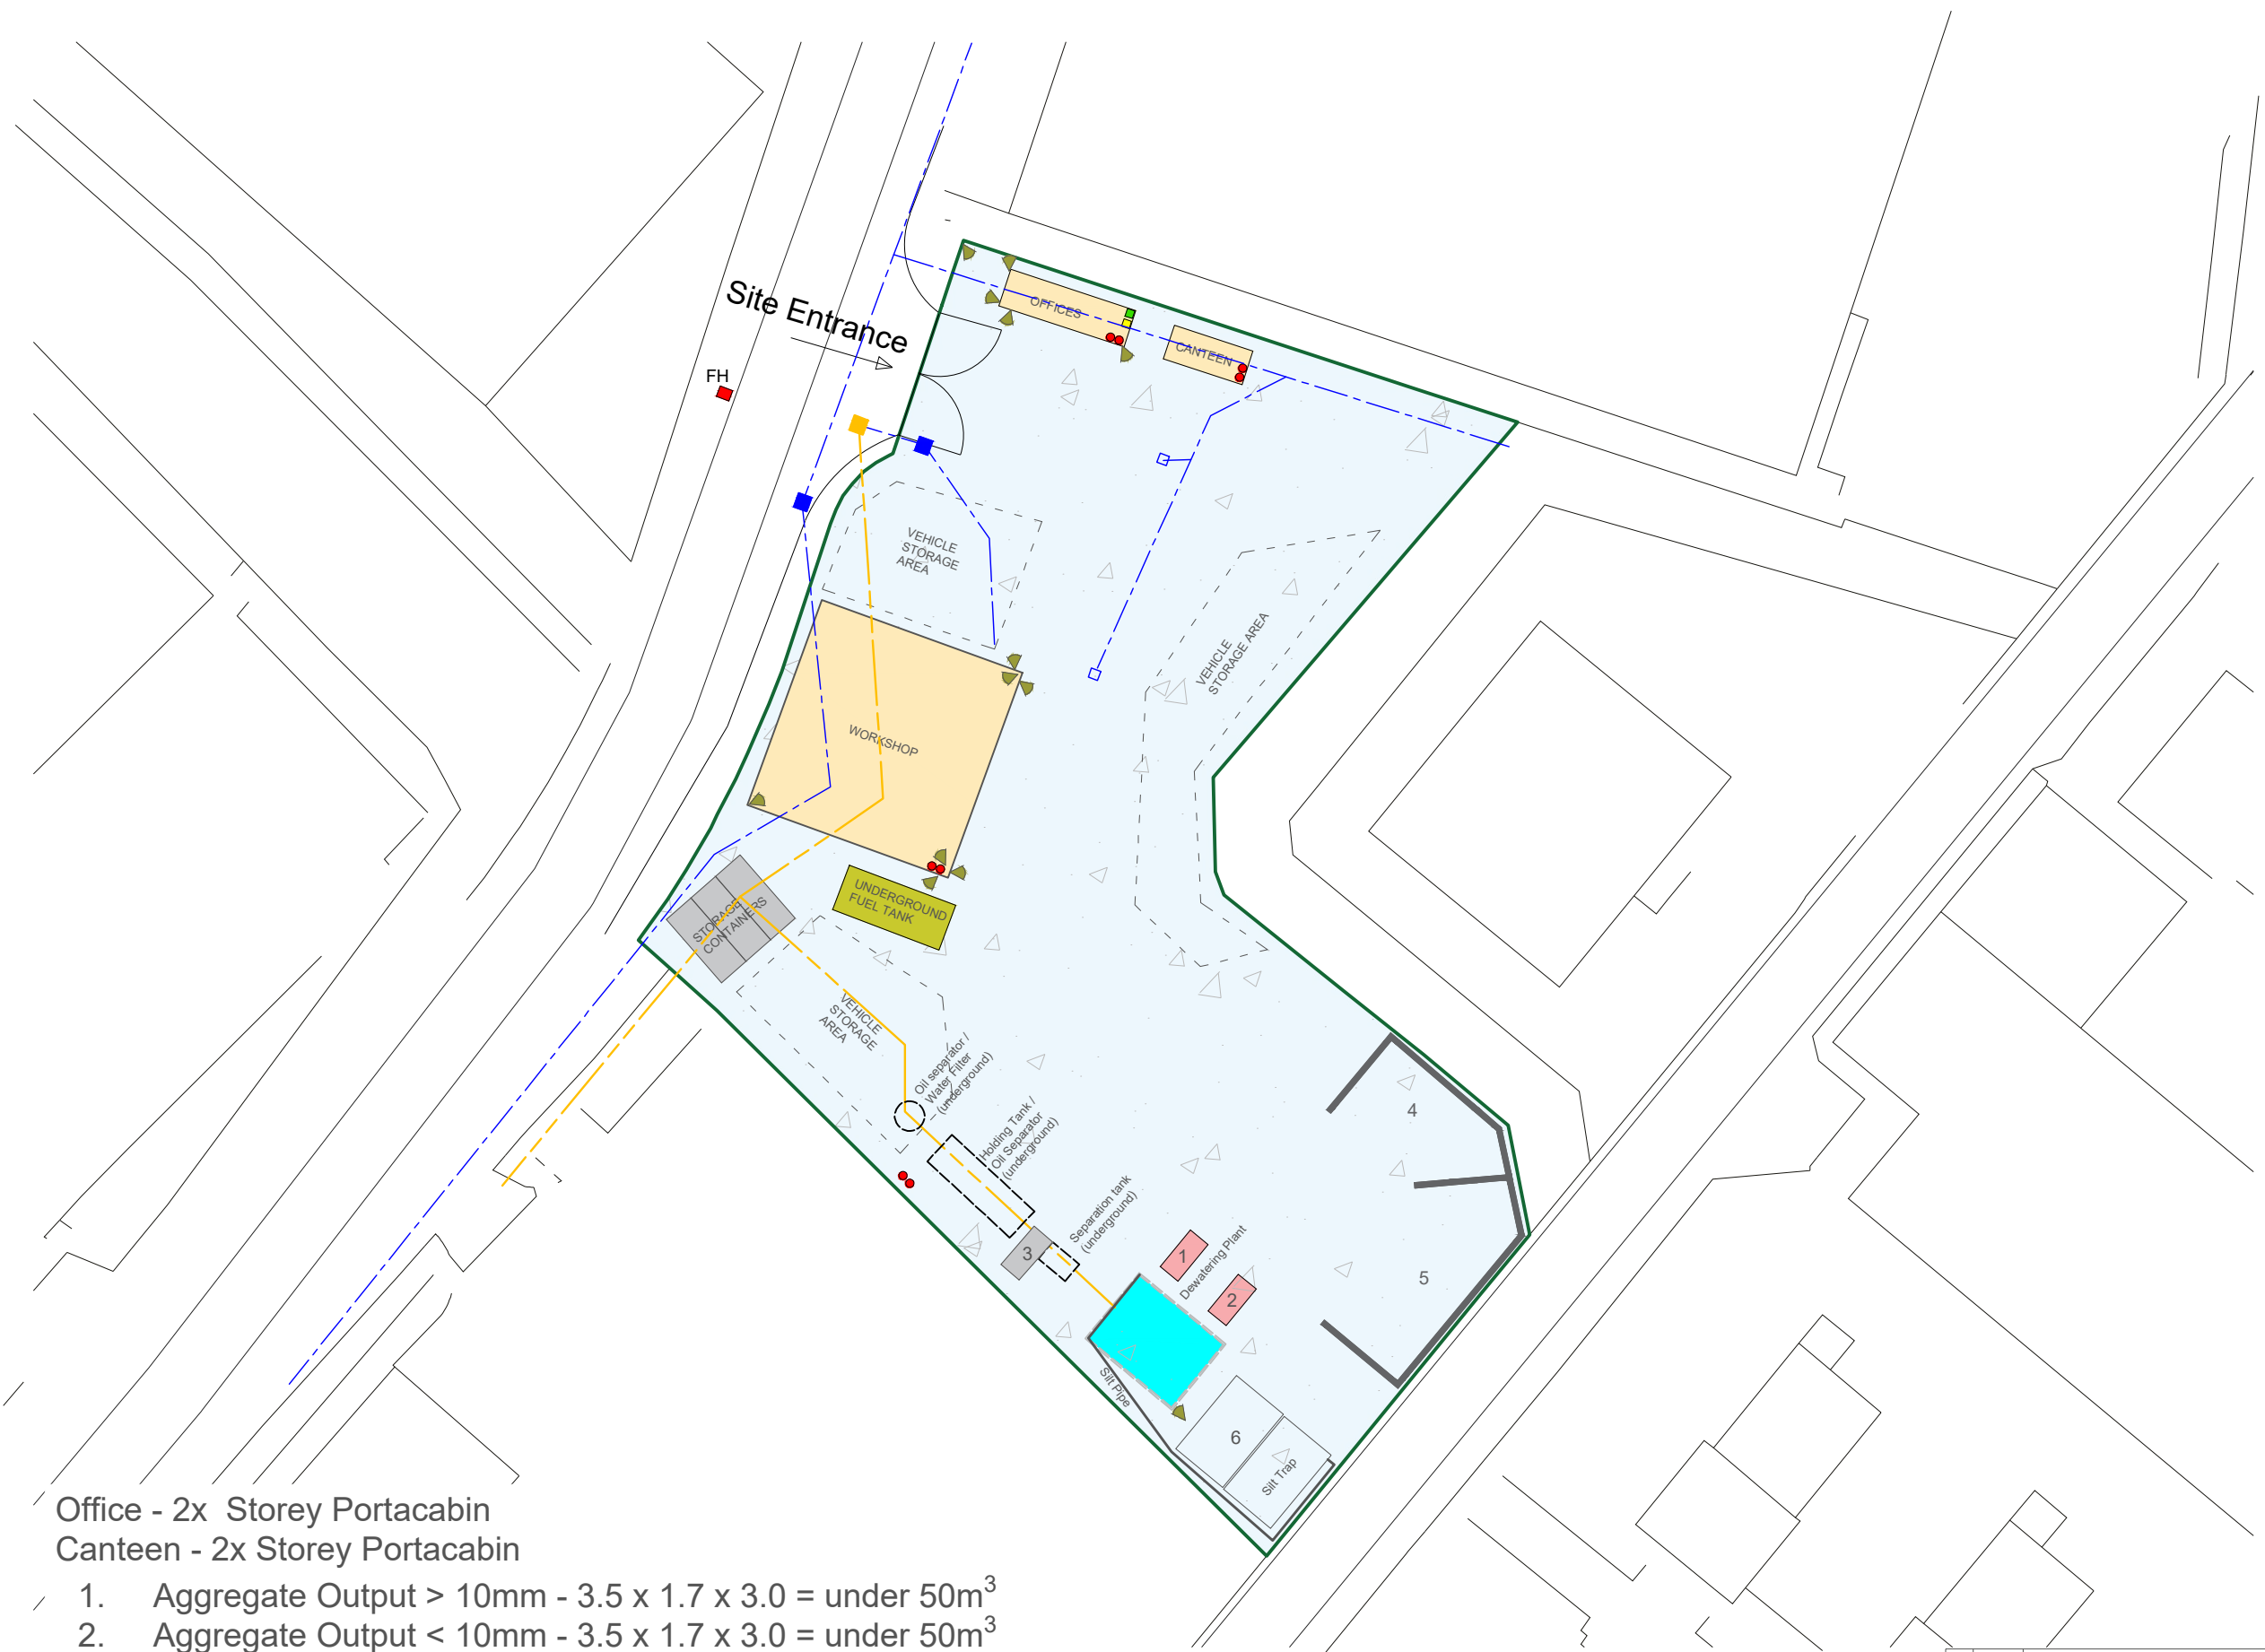 Site Entrance
FH
OFFICES
CANTEEN
VEHICLE
STORAGE
AREA
VEHICLE
STORAGE AREA
WORKSHOP
UNDERGROUND
FUEL TANK
STORAGE
CONTAINERS
VEHICLE
STORAGE
AREA
Oil separator /
Water Filter
(underground)
Holding Tank /
Oil Separator
(underground)
Separation tank
(underground)
3
1
Dewatering Plant
2
4
5
Silt Pipe
6
Silt Trap
Office - 2x  Storey Portacabin
Canteen - 2x Storey Portacabin
1. Aggregate Output > 10mm - 3.5 x 1.7 x 3.0 = under 50m³
2. Aggregate Output < 10mm - 3.5 x 1.7 x 3.0 = under 50m³